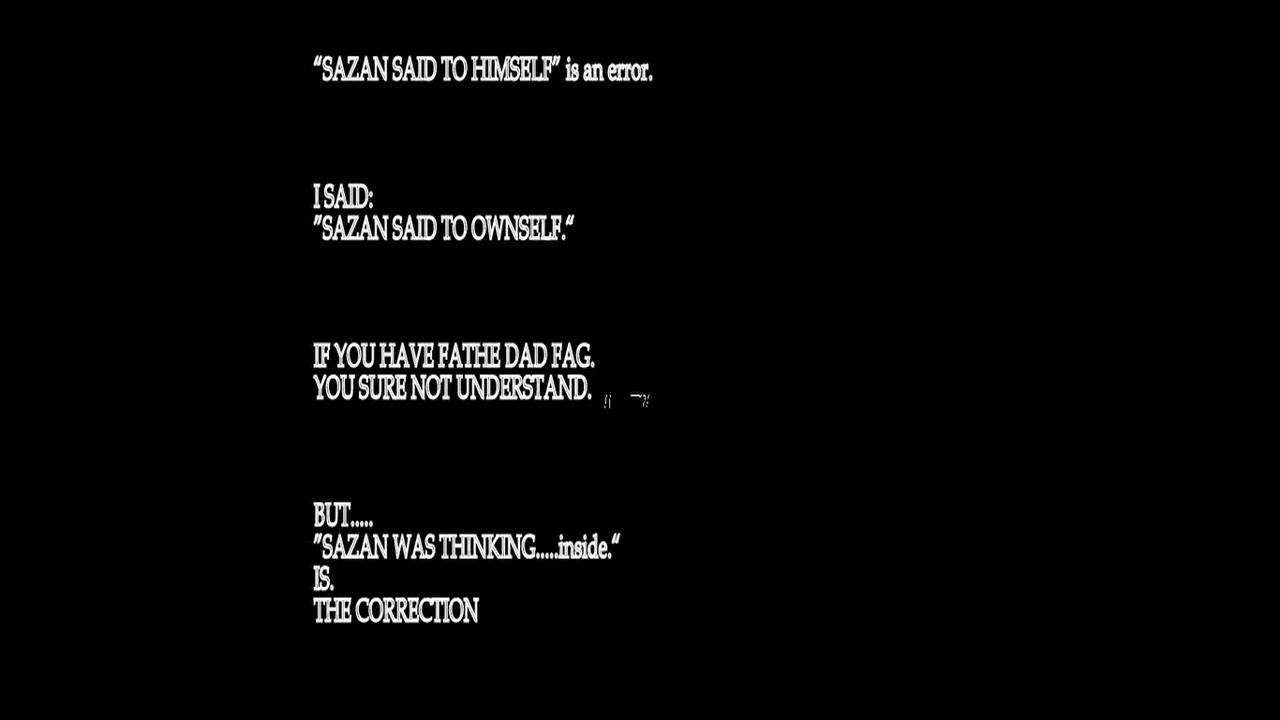 “SAZAN SAID TO HIMSELF” is an error.
I SAID:
”SAZAN SAID TO OWNSELF.“
IF YOU HAVE FATHE DAD FAG.
YOU SURE NOT UNDERSTAND.
BUT.....
”SAZAN WAS THINKING.....inside.“
IS.
THE CORRECTION